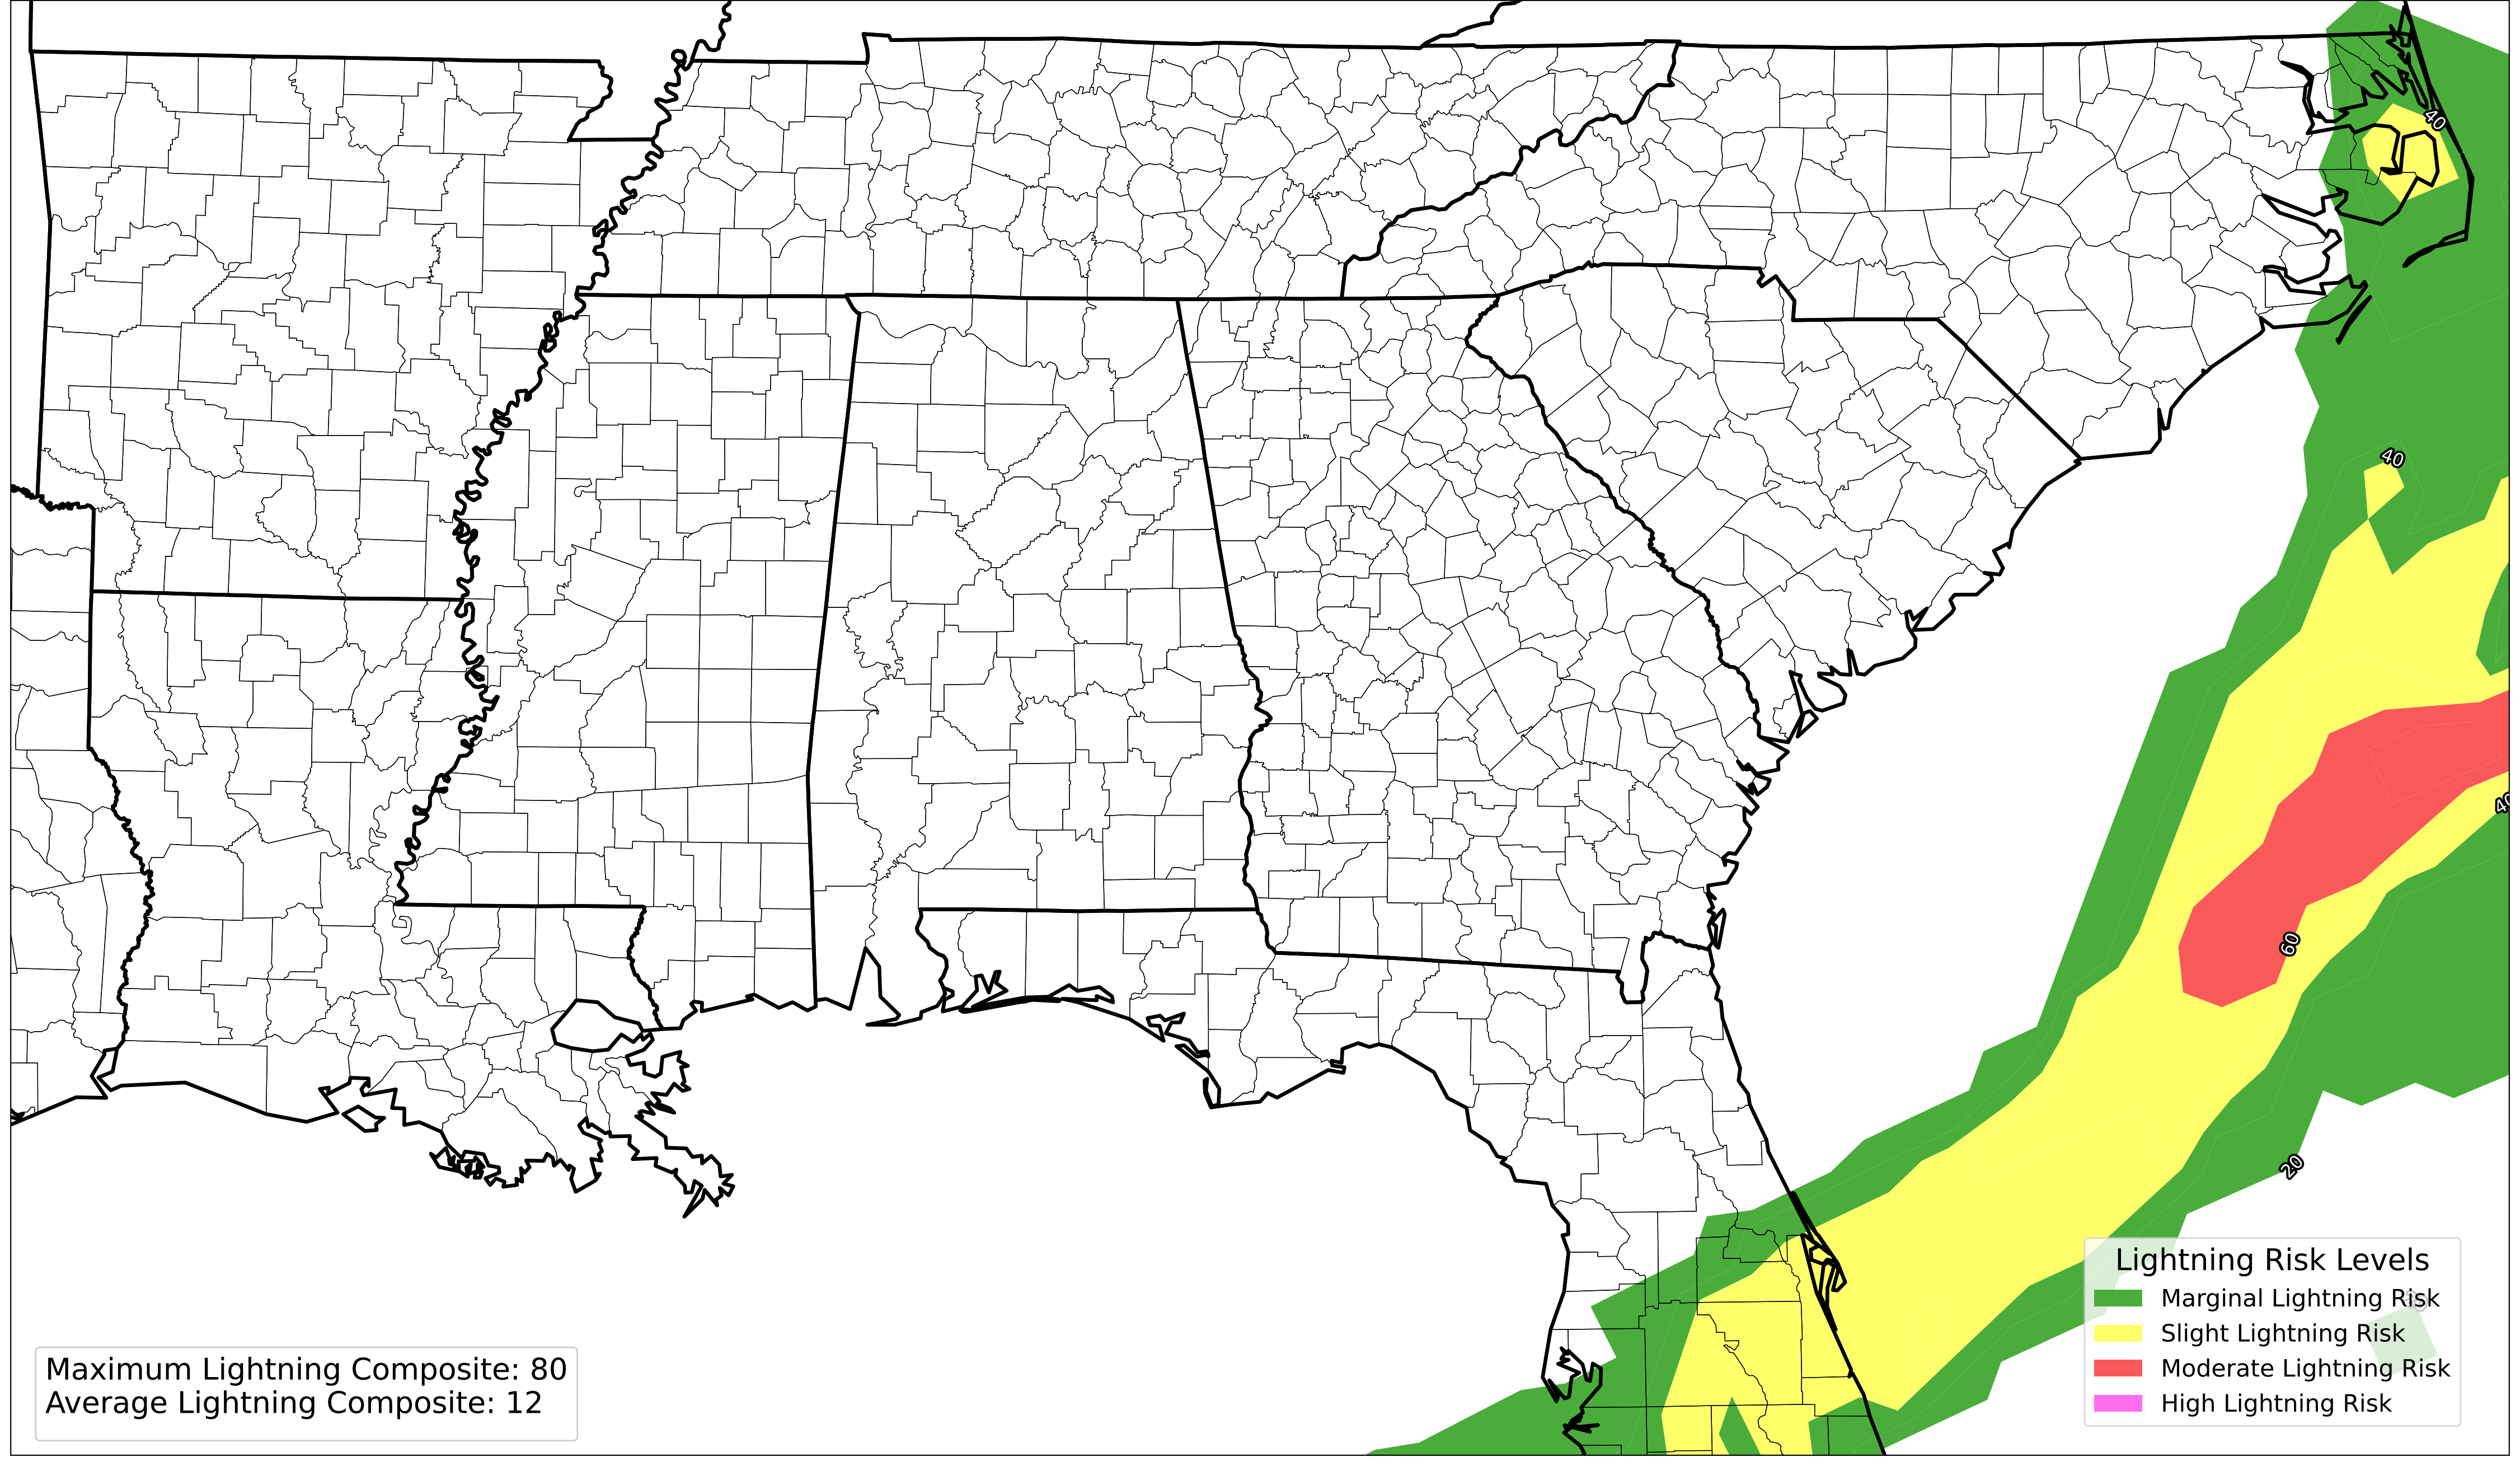 40
40
40
60
20
Lightning Risk Levels
Marginal Lightning Risk
Slight Lightning Risk
Moderate Lightning Risk
High Lightning Risk
Maximum Lightning Composite: 80
Average Lightning Composite: 12